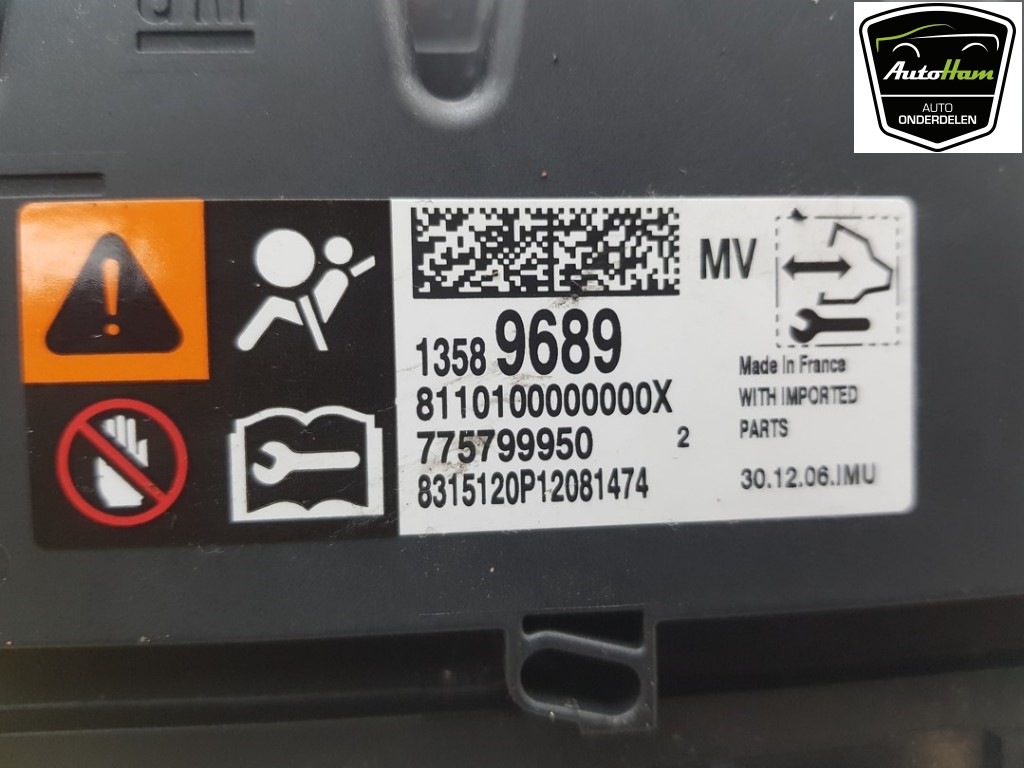 AutoHam
AUTO
ONDERDELEN
MV
1358 9689
8110100000000X
775799950 2
8315120P12081474
Made In France
WITH IMPORTED
PARTS
30.12.06.IMU